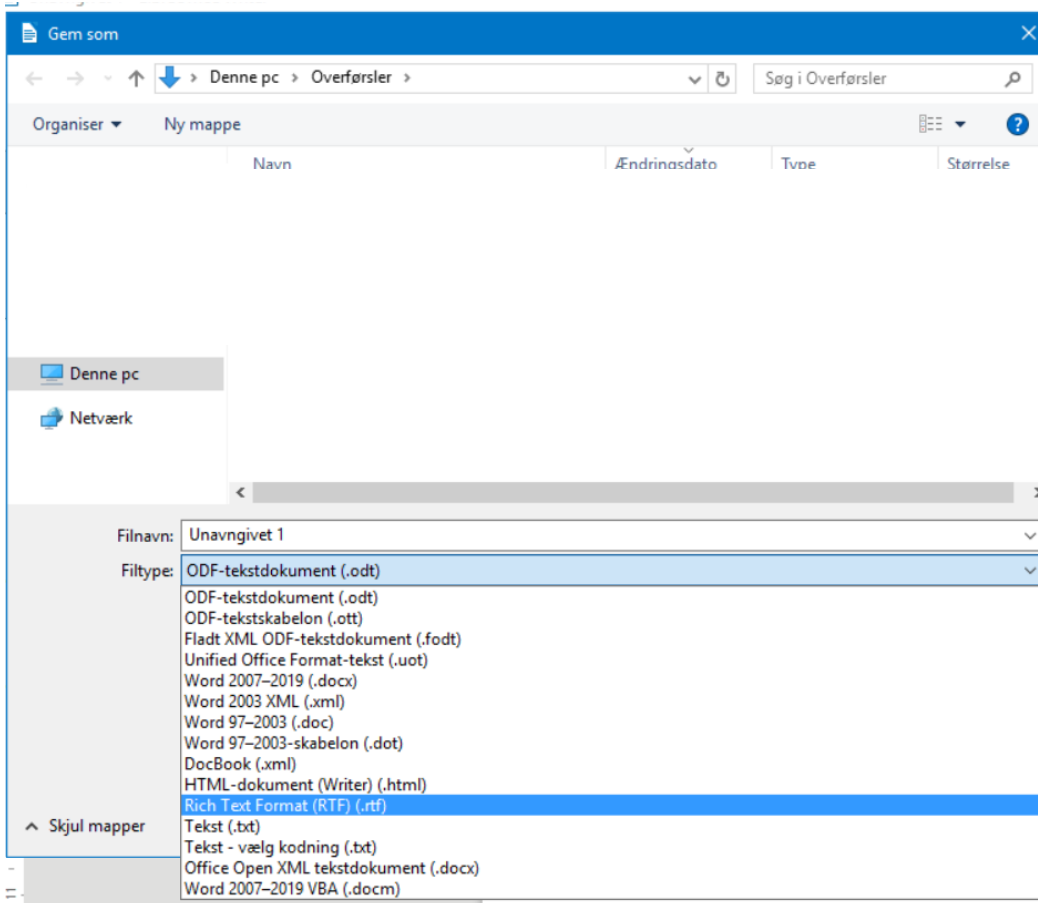 Gem som
Denne pc > Overførsler >
Søg i Overførsler
Organiser
Ny mappe
Navn
Ændringsdato
Type
Størrelse
Denne pc
Netværk
Filnavn: Unavngivet 1
Filtype: ODF-tekstdokument (.odt)
ODF-tekstdokument (.odt)
ODF-tekstskabelon (.ott)
Fladt XML ODF-tekstdokument (.fodt)
Unified Office Format-tekst (.uot)
Word 2007–2019 (.docx)
Word 2003 XML (.xml)
Word 97–2003 (.doc)
Word 97–2003-skabelon (.dot)
DocBook (.xml)
HTML-dokument (Writer) (.html)
Rich Text Format (RTF) (.rtf)
Skjul mapper
Tekst (.txt)
Tekst - vælg kodning (.txt)
Office Open XML tekstdokument (.docx)
Word 2007–2019 VBA (.docm)